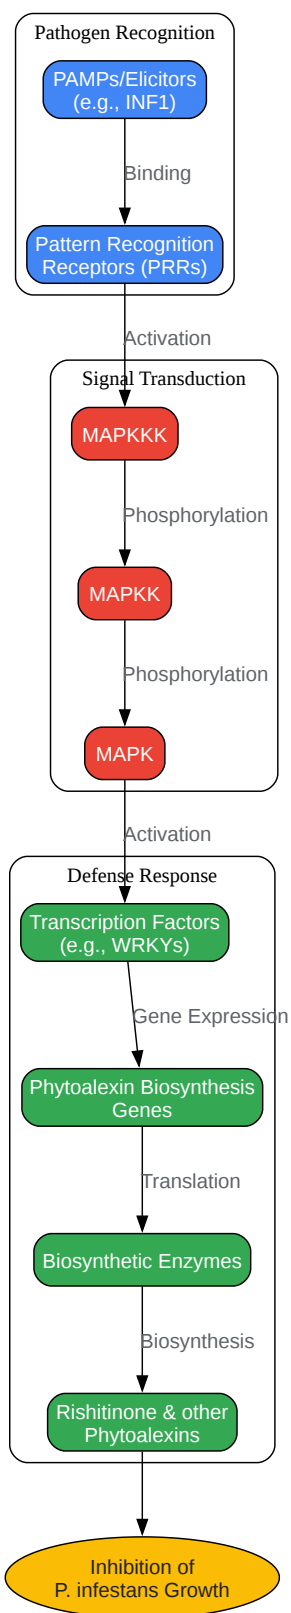 Pathogen Recognition
PAMPs/Elicitors
(e.g., INF1)
Binding
Pattern Recognition
Receptors (PRRs)
Activation
Signal Transduction
MAPKKK
Phosphorylation
MAPKK
Phosphorylation
MAPK
Activation
Defense Response
Transcription Factors
(e.g., WRKYs)
Gene Expression
Phytoalexin Biosynthesis
Genes
Translation
Biosynthetic Enzymes
Biosynthesis
Rishitinone & other
Phytoalexins
Inhibition of
P. infestans Growth